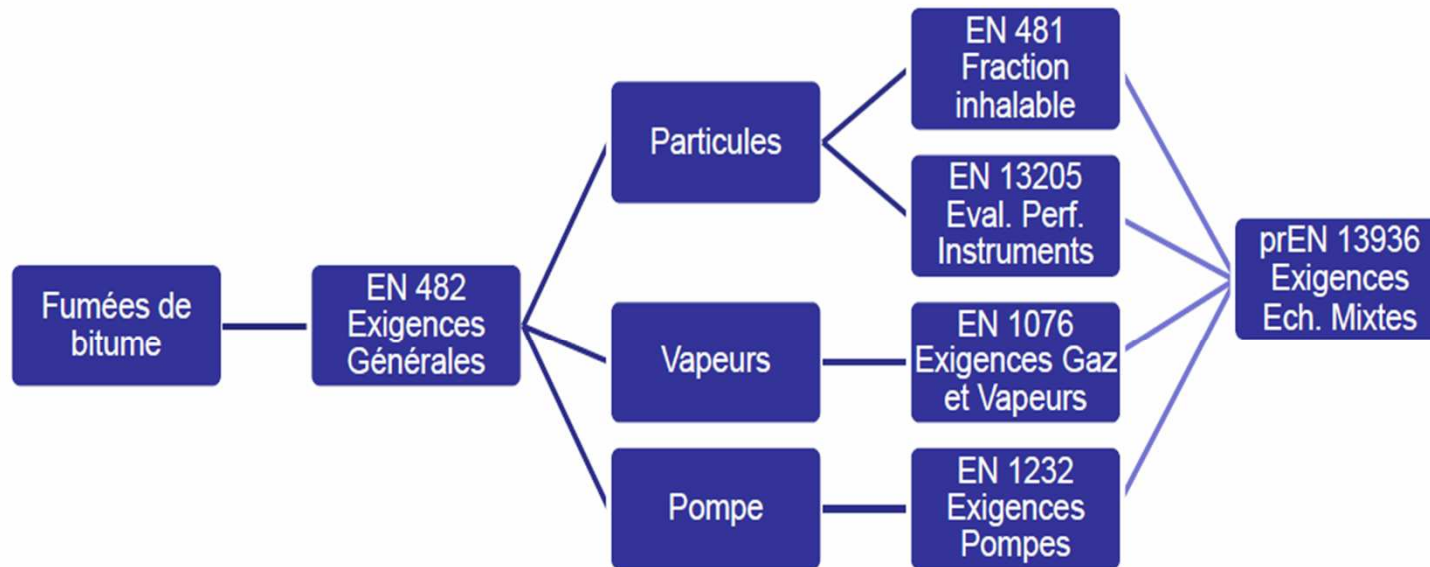 Fumées de
bitume
EN 482
Exigences
Générales
Particules
Vapeurs
Pompe
EN 481
Fraction
inhalable
EN 13205
Eval. Perf.
Instruments
EN 1076
Exigences Gaz
et Vapeurs
EN 1232
Exigences
Pompes
prEN 13936
Exigences
Ech. Mixtes